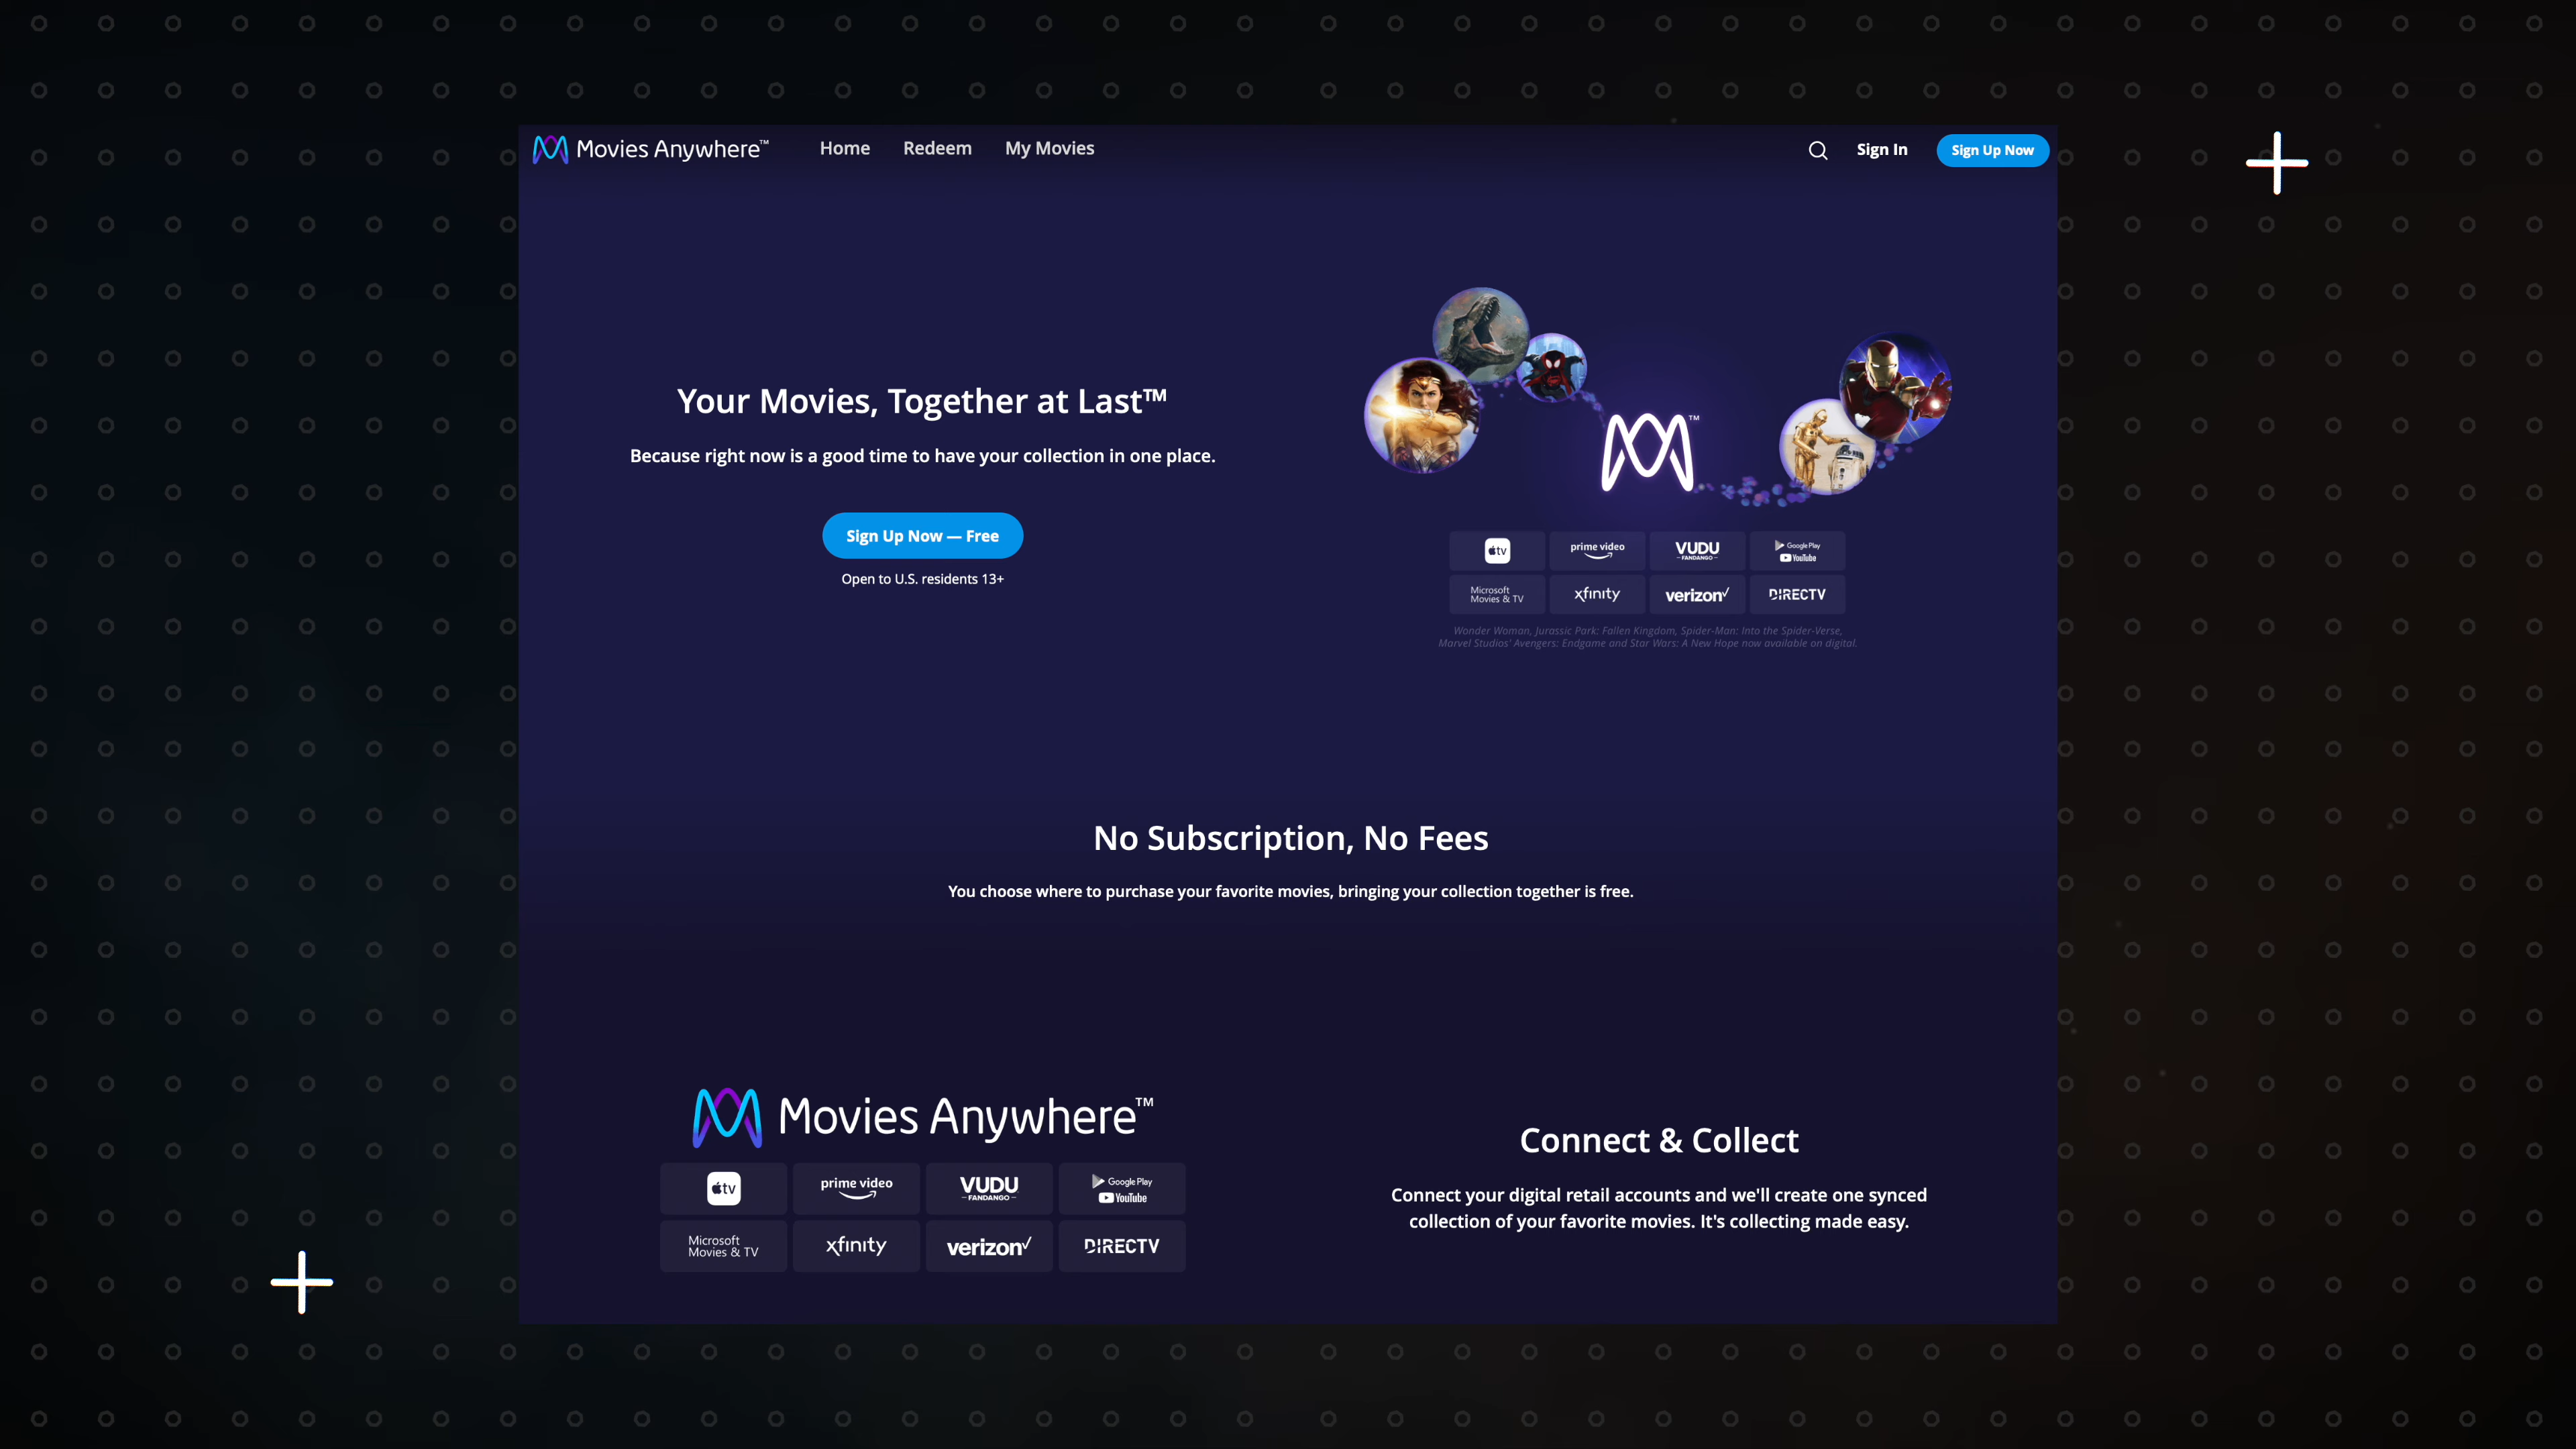 Movies Anywhere™
Home
Redeem
My Movies
Sign In
Sign Up Now
Your Movies, Together at Last™
Because right now is a good time to have your collection in one place.
Sign Up Now — Free
Open to U.S. residents 13+
TM
tv
prime video
VUDU
FANDANGO
Google Play
YouTube
Microsoft
Movies & TV
xfinity
verizon✓
DIRECTV
Wonder Woman, Jurassic Park: Fallen Kingdom, Spider-Man: Into the Spider-Verse,
Marvel Studios' Avengers: Endgame and Star Wars: A New Hope now available on digital.
No Subscription, No Fees
You choose where to purchase your favorite movies, bringing your collection together is free.
Movies Anywhere™
tv
prime video
VUDU
FANDANGO
Google Play
YouTube
Microsoft
Movies & TV
xfinity
verizon✓
DIRECTV
Connect & Collect
Connect your digital retail accounts and we'll create one synced
collection of your favorite movies. It's collecting made easy.